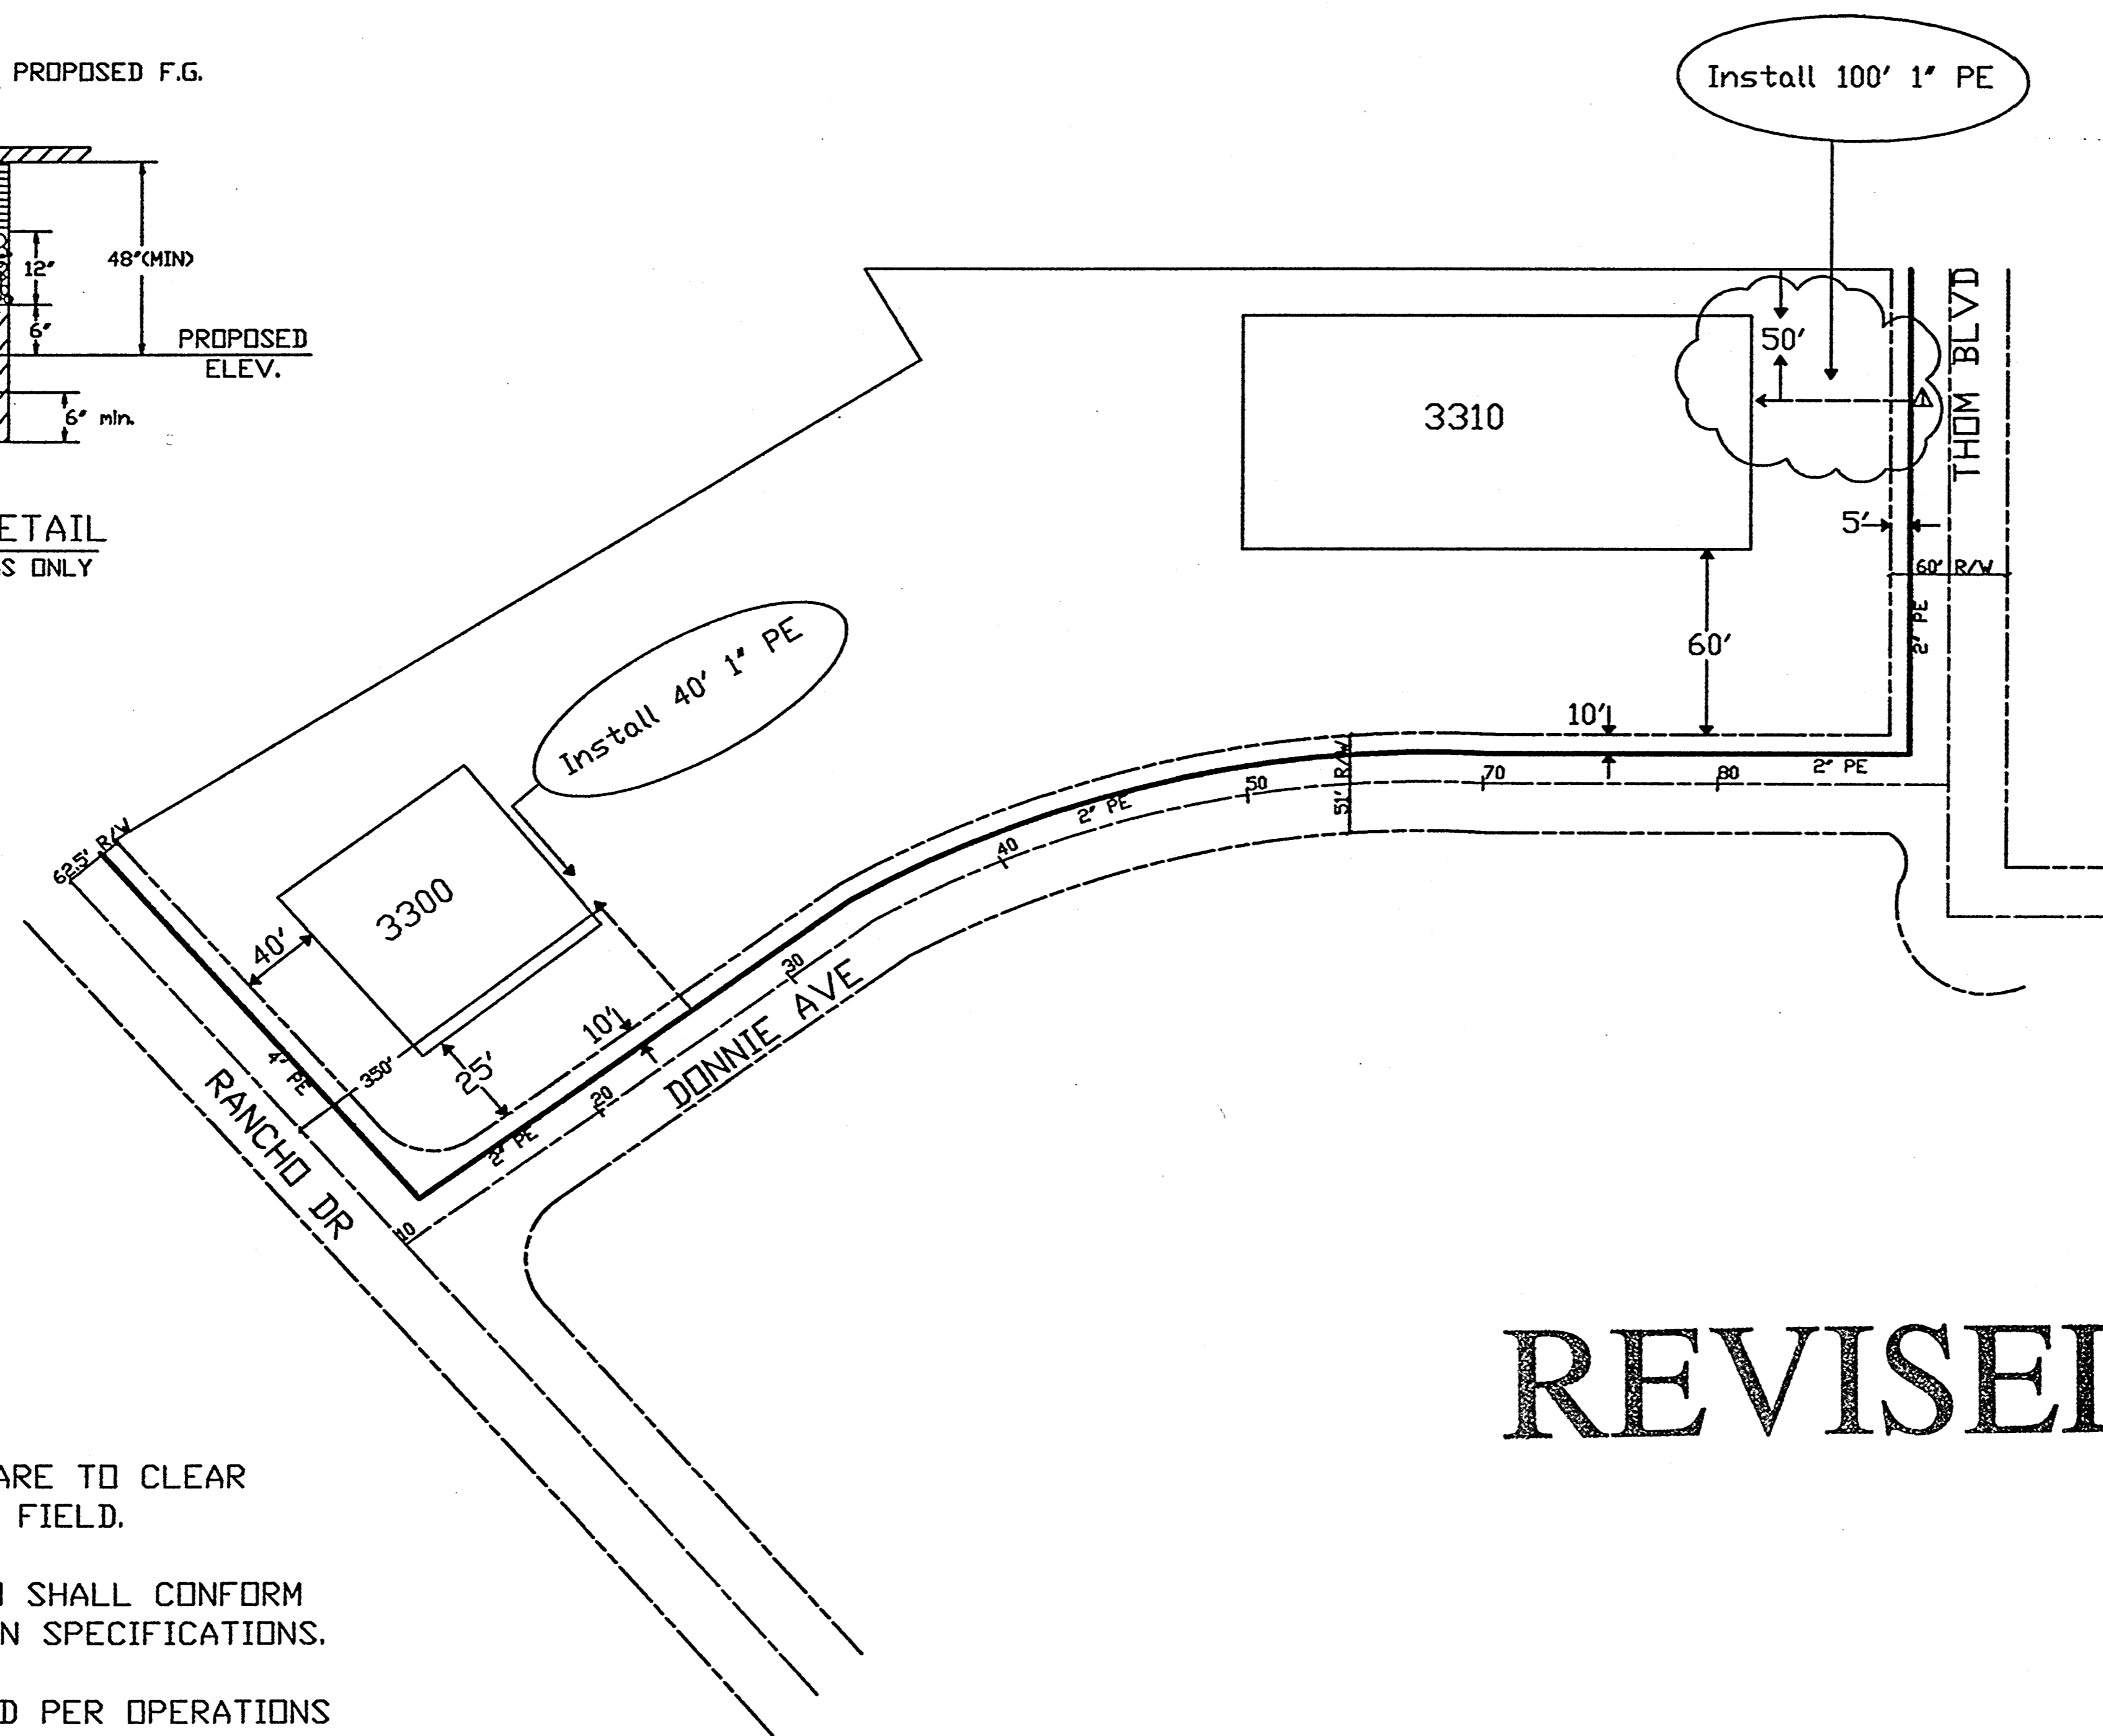 PROPOSED F.G.
12"
48"(MIN)
6"
PROPOSED
ELEV.
6" min.
ETAIL
S ONLY
Install 100' 1" PE
50'
THOM BLVD
3310
5'
60' R/W
2" PE
60'
10'
2" PE
51' R/W
80
70
50
40
2" PE
Install 40' 1" PE
62.5' R/W
3300
40'
4" PE
350'
25'
10'
30
20
10
2" PE
DONNIE AVE
RANCHO DR
REVISE
ARE TO CLEAR
FIELD.
SHALL CONFORM
N SPECIFICATIONS.
D PER OPERATIONS